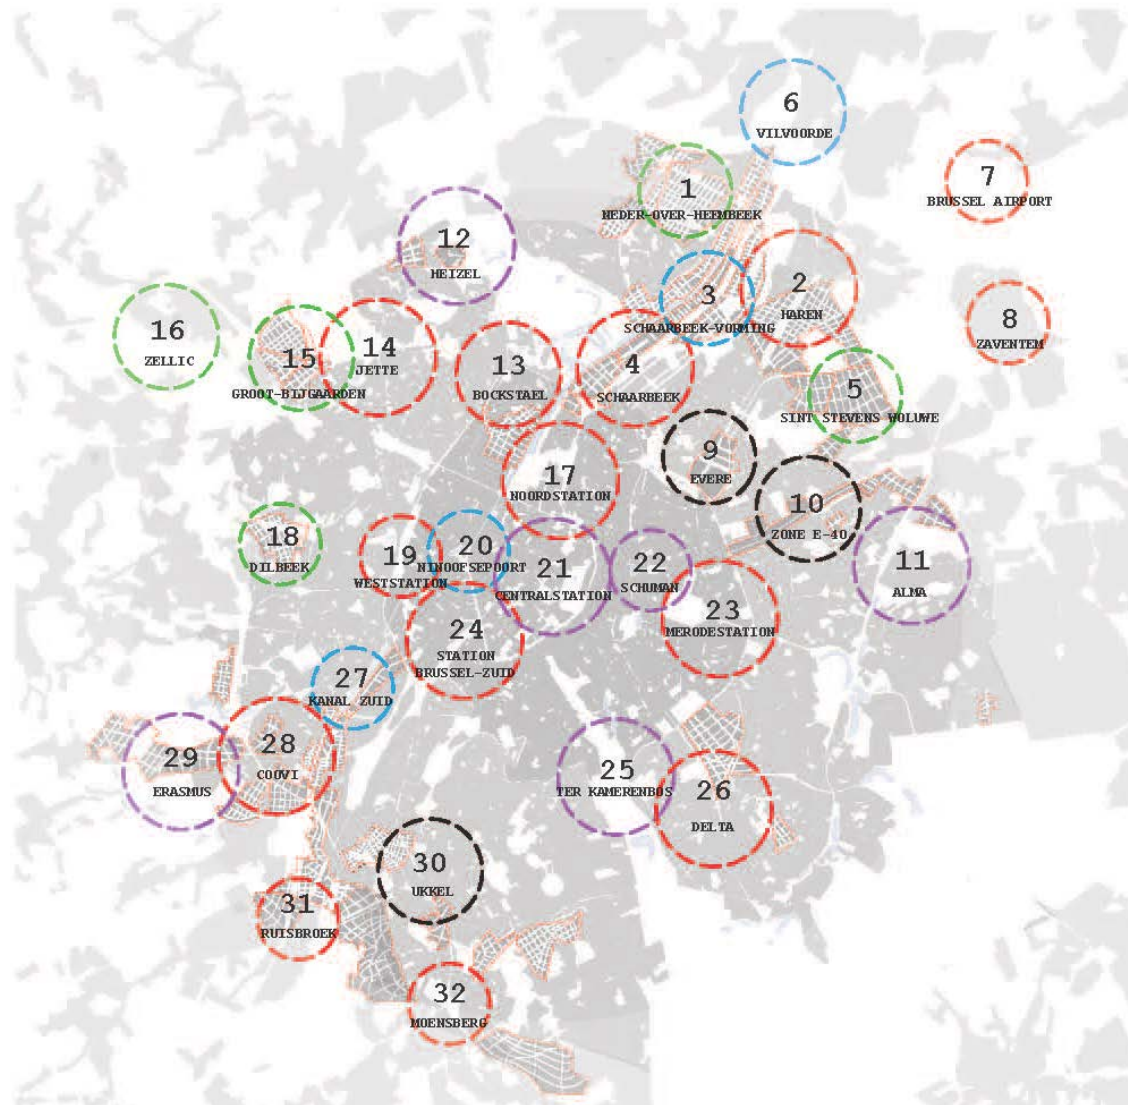 6
VILVOORDE
1
NEDER-OVER-HEEMBEEK
7
BRUSSEL AIRPORT
12
HEIZEL
2
HAREN
3
SCHAARBEEK-VORMING
8
ZAVENTEM
16
ZELLIC
15
GROOT-BIJGAARDEN
14
JETTE
13
BOCKSTAEL
4
SCHAARBEEK
5
SINT STEVENS WOLUWE
9
EVERE
17
NOORDSTATION
10
ZONE E-40
18
DILBEEK
19
WESTSTATION
20
NINOOFSEPOORT
21
CENTRALSTATION
22
SCHUMAN
11
ALMA
23
MERODESTATION
24
STATION
BRUSSEL-ZUID
27
KANAL ZUID
29
ERASMUS
28
COOVI
25
TER KAMERENBOS
26
DELTA
30
UKKEL
31
RUISBROEK
32
MOENSBERG